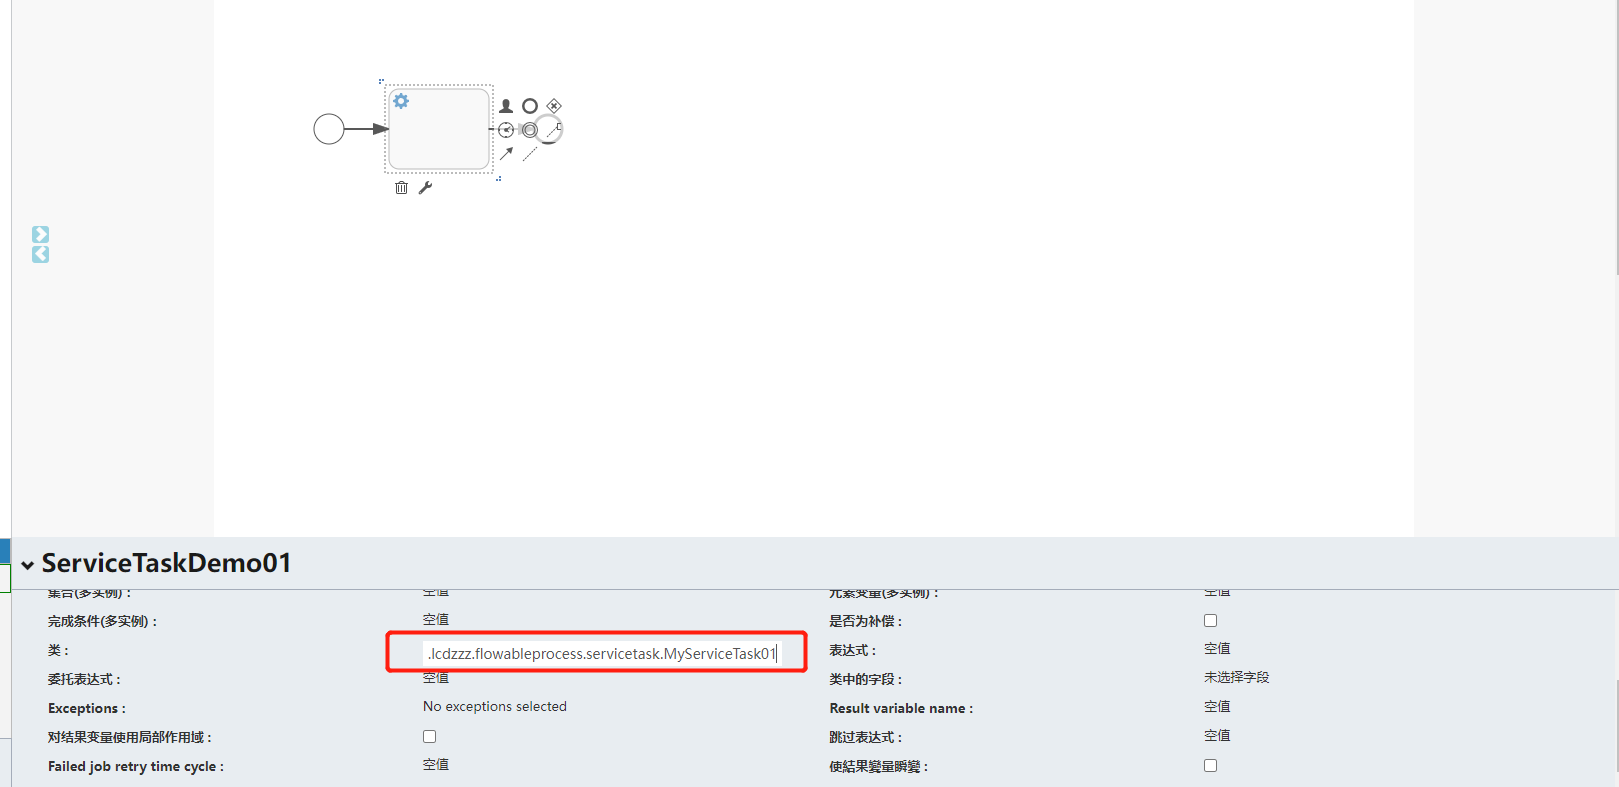 ServiceTaskDemo01
集合(多实例) : 空值 元素变量(多实例) : 空值
完成条件(多实例) : 空值 是否为补偿 :
类 : .lcdzzz.flowableprocess.servicetask.MyServiceTask01 表达式 : 空值
委托表达式 : 空值 类中的字段 : 未选择字段
Exceptions : No exceptions selected Result variable name : 空值
对结果变量使用局部作用域 : 跳过表达式 : 空值
Failed job retry time cycle : 空值 使結果變量瞬變 :